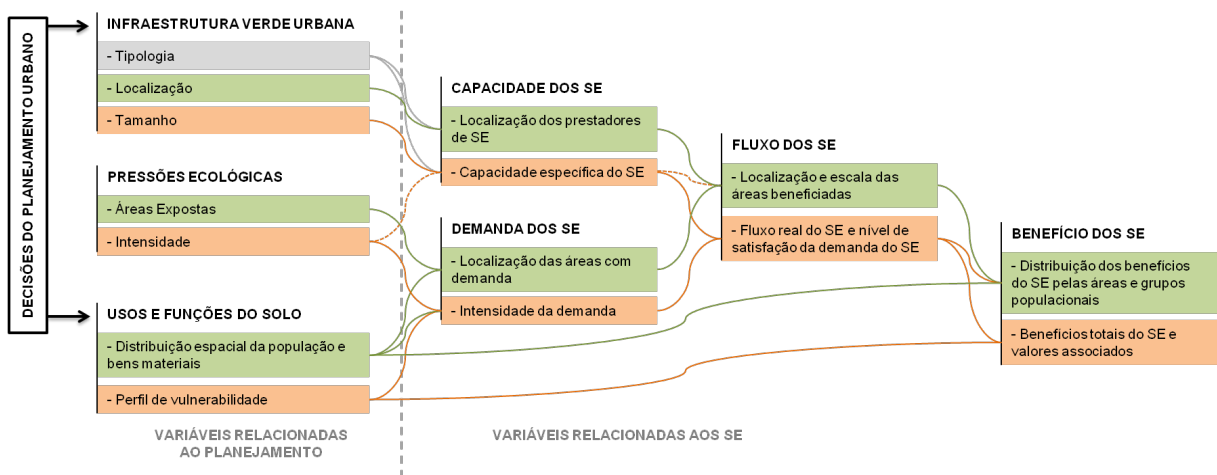 DECISÕES DO PLANEJAMENTO URBANO
INFRAESTRUTURA VERDE URBANA
- Tipologia
- Localização
- Tamanho
PRESSÕES ECOLÓGICAS
- Áreas Expostas
- Intensidade
USOS E FUNÇÕES DO SOLO
- Distribuição espacial da população e
bens materiais
- Perfil de vulnerabilidade
VARIÁVEIS RELACIONADAS
AO PLANEJAMENTO
CAPACIDADE DOS SE
- Localização dos prestadores
de SE
- Capacidade específica do SE
DEMANDA DOS SE
- Localização das áreas com
demanda
- Intensidade da demanda
FLUXO DOS SE
- Localização e escala das
áreas beneficiadas
- Fluxo real do SE e nível de
satisfação da demanda do SE
BENEFÍCIO DOS SE
- Distribuição dos benefícios
do SE pelas áreas e grupos
populacionais
- Benefícios totais do SE e
valores associados
VARIÁVEIS RELACIONADAS AOS SE